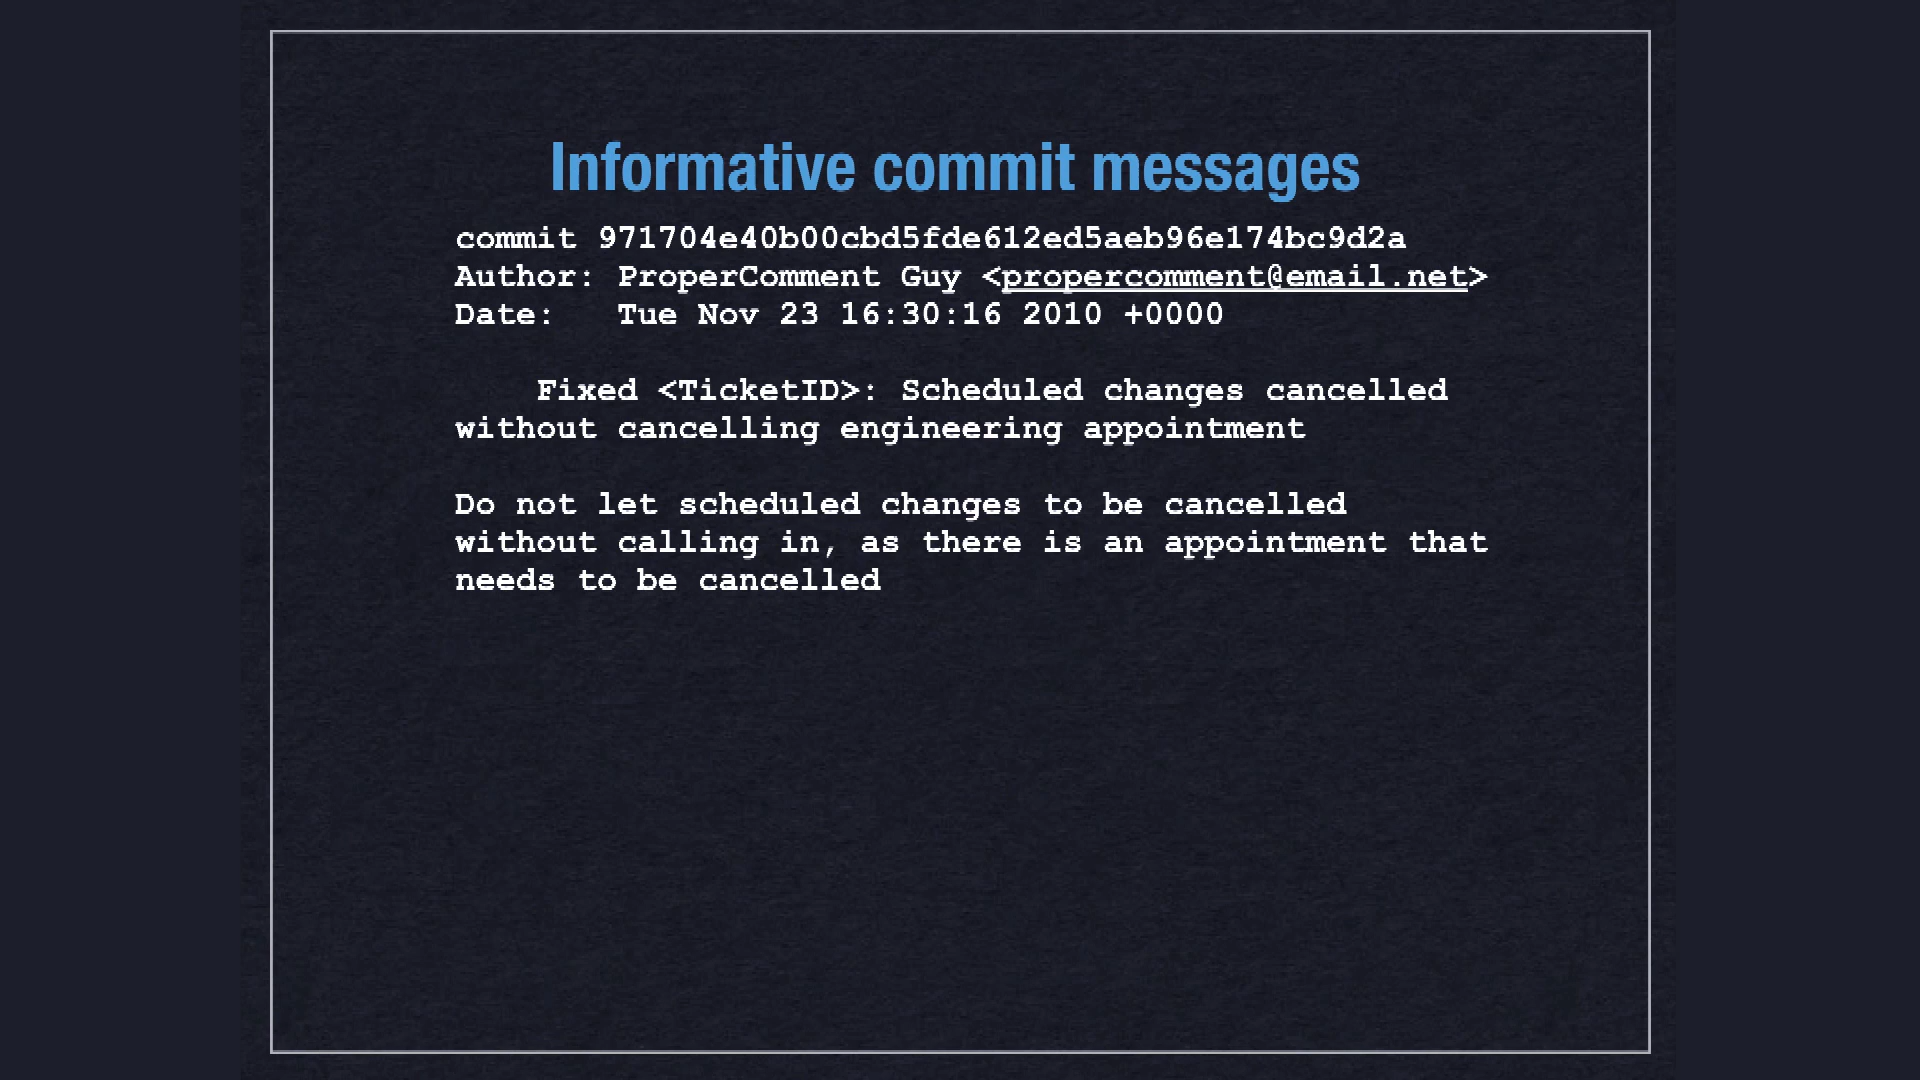 Informative commit messages
commit 971704e40b00cbd5fde612ed5aeb96e174bc9d2a
Author: ProperComment Guy <propercomment@email.net>
Date:   Tue Nov 23 16:30:16 2010 +0000
    Fixed <TicketID>: Scheduled changes cancelled
without cancelling engineering appointment
Do not let scheduled changes to be cancelled
without calling in, as there is an appointment that
needs to be cancelled